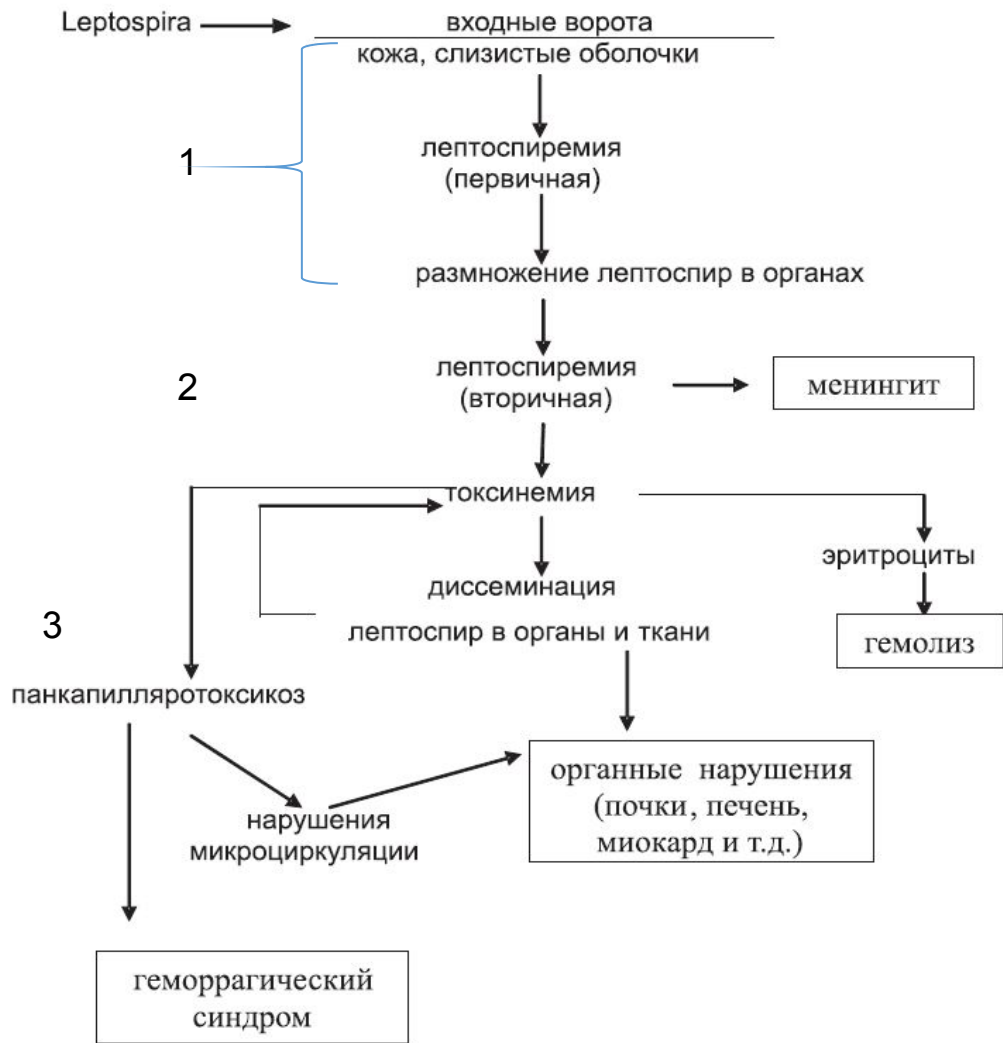 Leptospira
входные ворота
кожа, слизистые оболочки
1
лептоспиремия
(первичная)
размножение лептоспир в органах
2
лептоспиремия
(вторичная)
менингит
токсинемия
эритроциты
диссеминация
лептоспир в органы и ткани
3
гемолиз
панкапилляротоксикоз
органные нарушения
(почки, печень,
миокард и т.д.)
нарушения
микроциркуляции
геморрагический
синдром